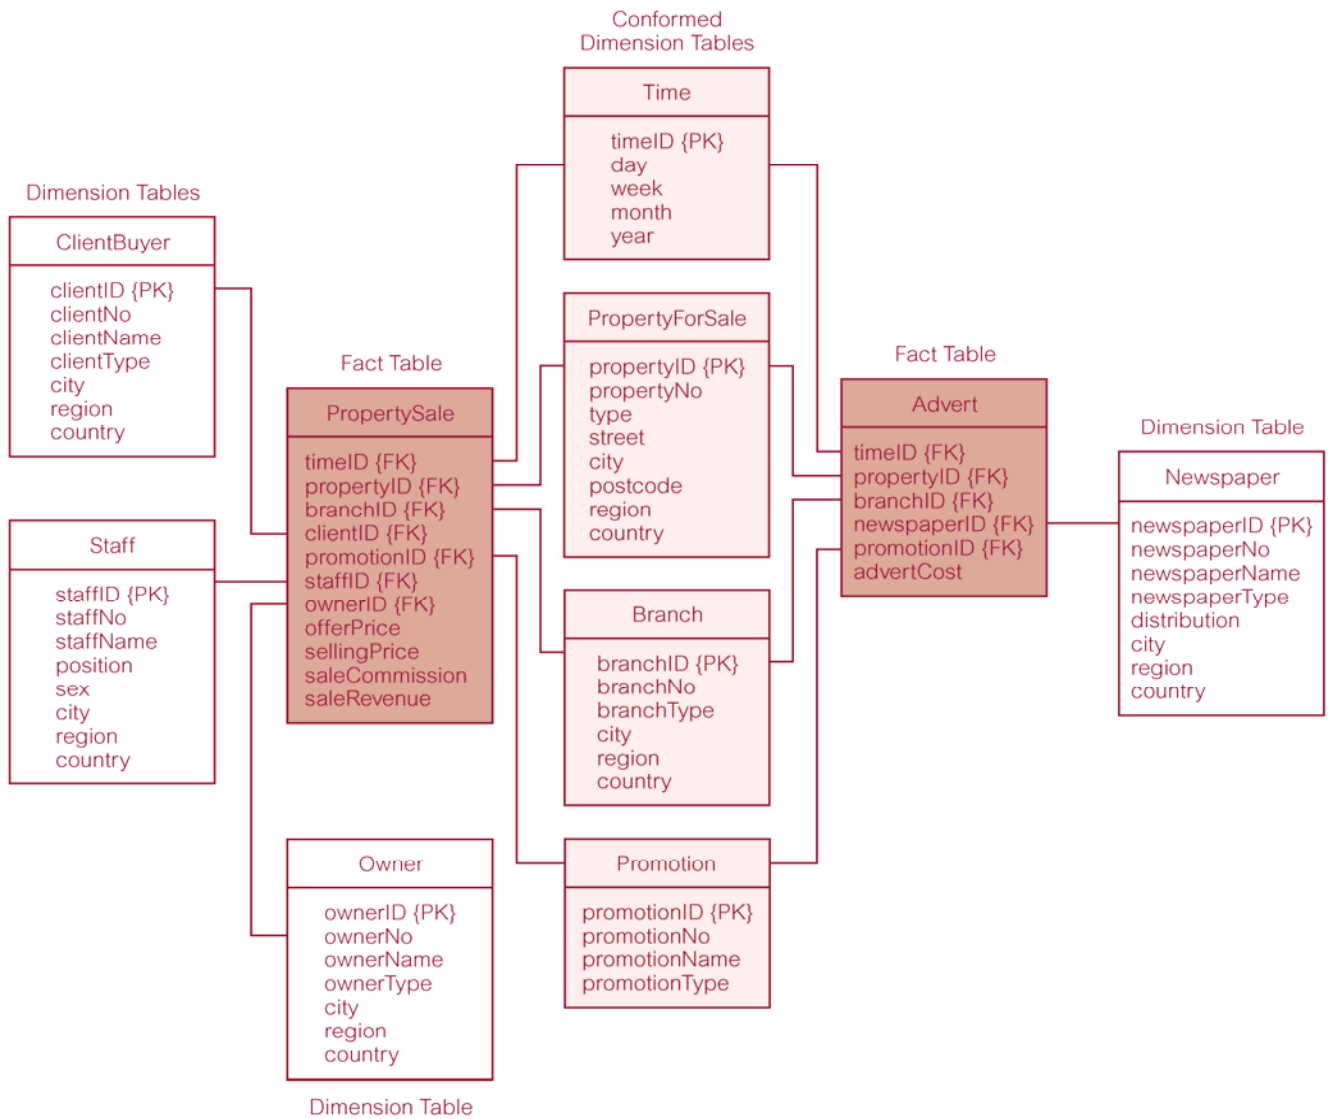 Conformed
Dimension Tables
Time
timeID {PK}
day
week
month
year
Dimension Tables
ClientBuyer
clientID {PK}
clientNo
clientName
clientType
city
region
country
Staff
staffID {PK}
staffNo
staffName
position
sex
city
region
country
Fact Table
PropertySale
timeID {FK}
propertyID {FK}
branchID {FK}
clientID {FK}
promotionID {FK}
staffID {FK}
ownerID {FK}
offerPrice
sellingPrice
saleCommission
saleRevenue
Owner
ownerID {PK}
ownerNo
ownerName
ownerType
city
region
country
Dimension Table
PropertyForSale
propertyID {PK}
propertyNo
type
street
city
postcode
region
country
Branch
branchID {PK}
branchNo
branchType
city
region
country
Promotion
promotionID {PK}
promotionNo
promotionName
promotionType
Fact Table
Advert
timeID {FK}
propertyID {FK}
branchID {FK}
newspaperID {FK}
promotionID {FK}
advertCost
Dimension Table
Newspaper
newspaperID {PK}
newspaperNo
newspaperName
newspaperType
distribution
city
region
country